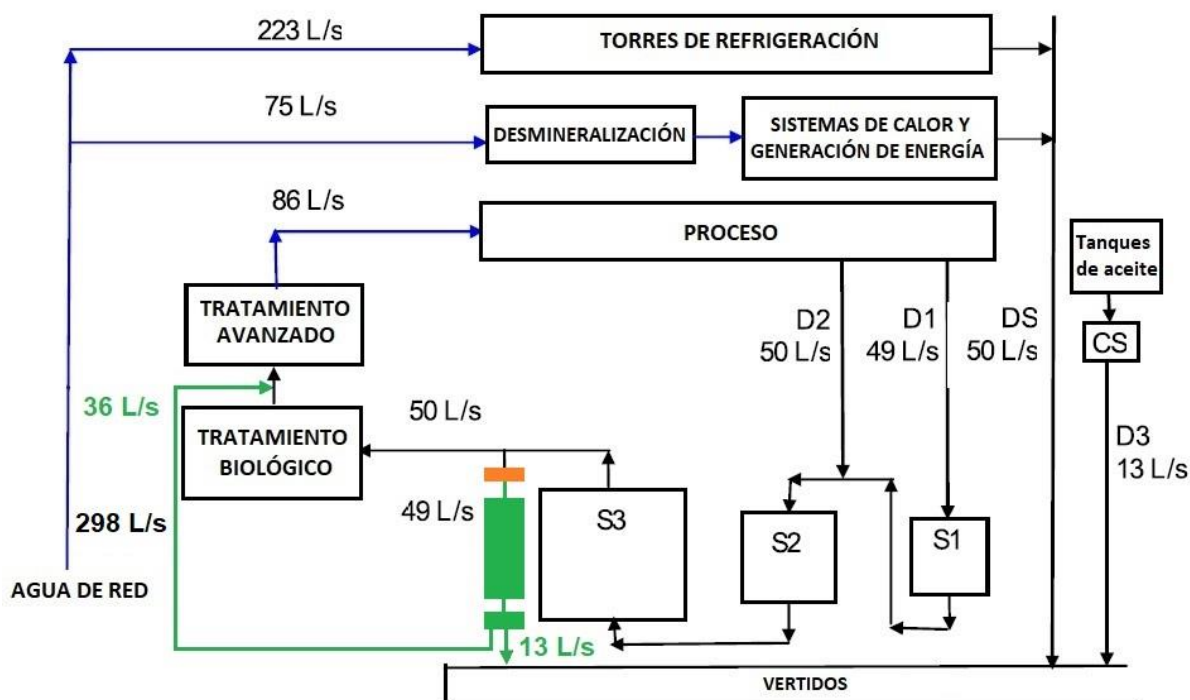 223 L/s
TORRES DE REFRIGERACIÓN
75 L/s
DESMINERALIZACIÓN
SISTEMAS DE CALOR Y
GENERACIÓN DE ENERGÍA
86 L/s
PROCESO
Tanques
de aceite
TRATAMIENTO
AVANZADO
D2
50 L/s
D1
49 L/s
DS
50 L/s
CS
36 L/s
50 L/s
TRATAMIENTO
BIOLÓGICO
D3
13 L/s
49 L/s
S3
S2
S1
298 L/s
AGUA DE RED
13 L/s
VERTIDOS